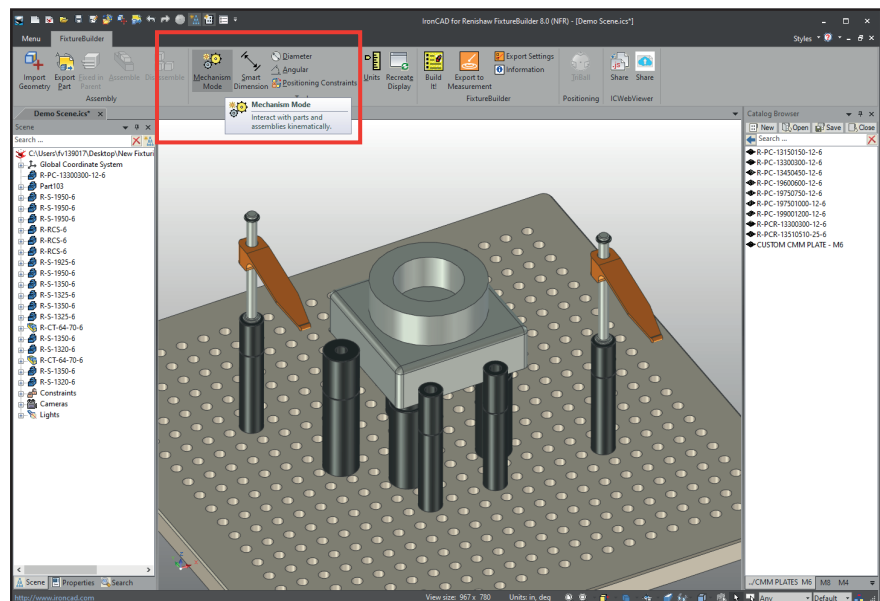 IronCAD for Renishaw FixtureBuilder 8.0 (NFR) - [Demo Scene.ics*]
Menu FixtureBuilder Styles
Import Geometry
Export Part
Fixed in Parent
Assemble
Disassemble
Assembly
Mechanism Mode
Smart Dimension
Diameter
Angular
Positioning Constraints
Units
Recreate Display
Build It!
Export to Measurement
Export Settings
Information
FixtureBuilder
TriBall
Positioning
Share Share
ICWebViewer
Mechanism Mode
Interact with parts and
assemblies kinematically.
Demo Scene.ics* x
Scene
Search ...
C:\Users\fv139017\Desktop\New Fixturi
Global Coordinate System
R-PC-13300300-12-6
Part103
R-S-1950-6
R-S-1950-6
R-S-1950-6
R-RCS-6
R-RCS-6
R-RCS-6
R-S-1925-6
R-S-1950-6
R-S-1350-6
R-S-1325-6
R-S-1350-6
R-S-1325-6
R-CT-64-70-6
R-S-1350-6
R-S-1320-6
R-CT-64-70-6
R-S-1350-6
R-S-1320-6
Constraints
Cameras
Lights
Scene Properties Search
Catalog Browser
New Open Save Close
Search ...
R-PC-13150150-12-6
R-PC-13300300-12-6
R-PC-13450450-12-6
R-PC-19600600-12-6
R-PC-19750750-12-6
R-PC-197501000-12-6
R-PC-199001200-12-6
R-PCR-13300300-12-6
R-PCR-13510510-25-6
CUSTOM CMM PLATE - M6
../CMM PLATES M6 M8 M4
http://www.ironcad.com View size: 967 x 780 Units: in, deg Any Default